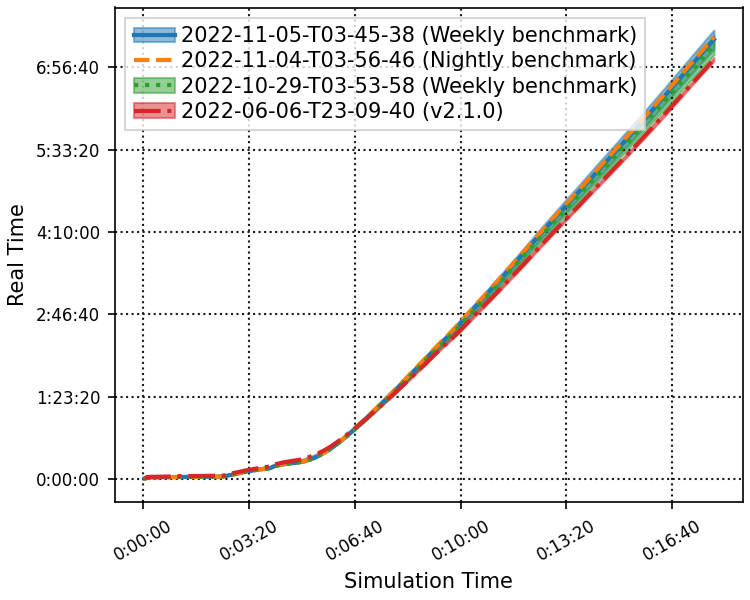 2022-11-05-T03-45-38 (Weekly benchmark)
2022-11-04-T03-56-46 (Nightly benchmark)
2022-10-29-T03-53-58 (Weekly benchmark)
2022-06-06-T23-09-40 (v2.1.0)
Real Time
6:56:40
5:33:20
4:10:00
2:46:40
1:23:20
0:00:00
0:00:00
0:03:20
0:06:40
0:10:00
0:13:20
0:16:40
Simulation Time